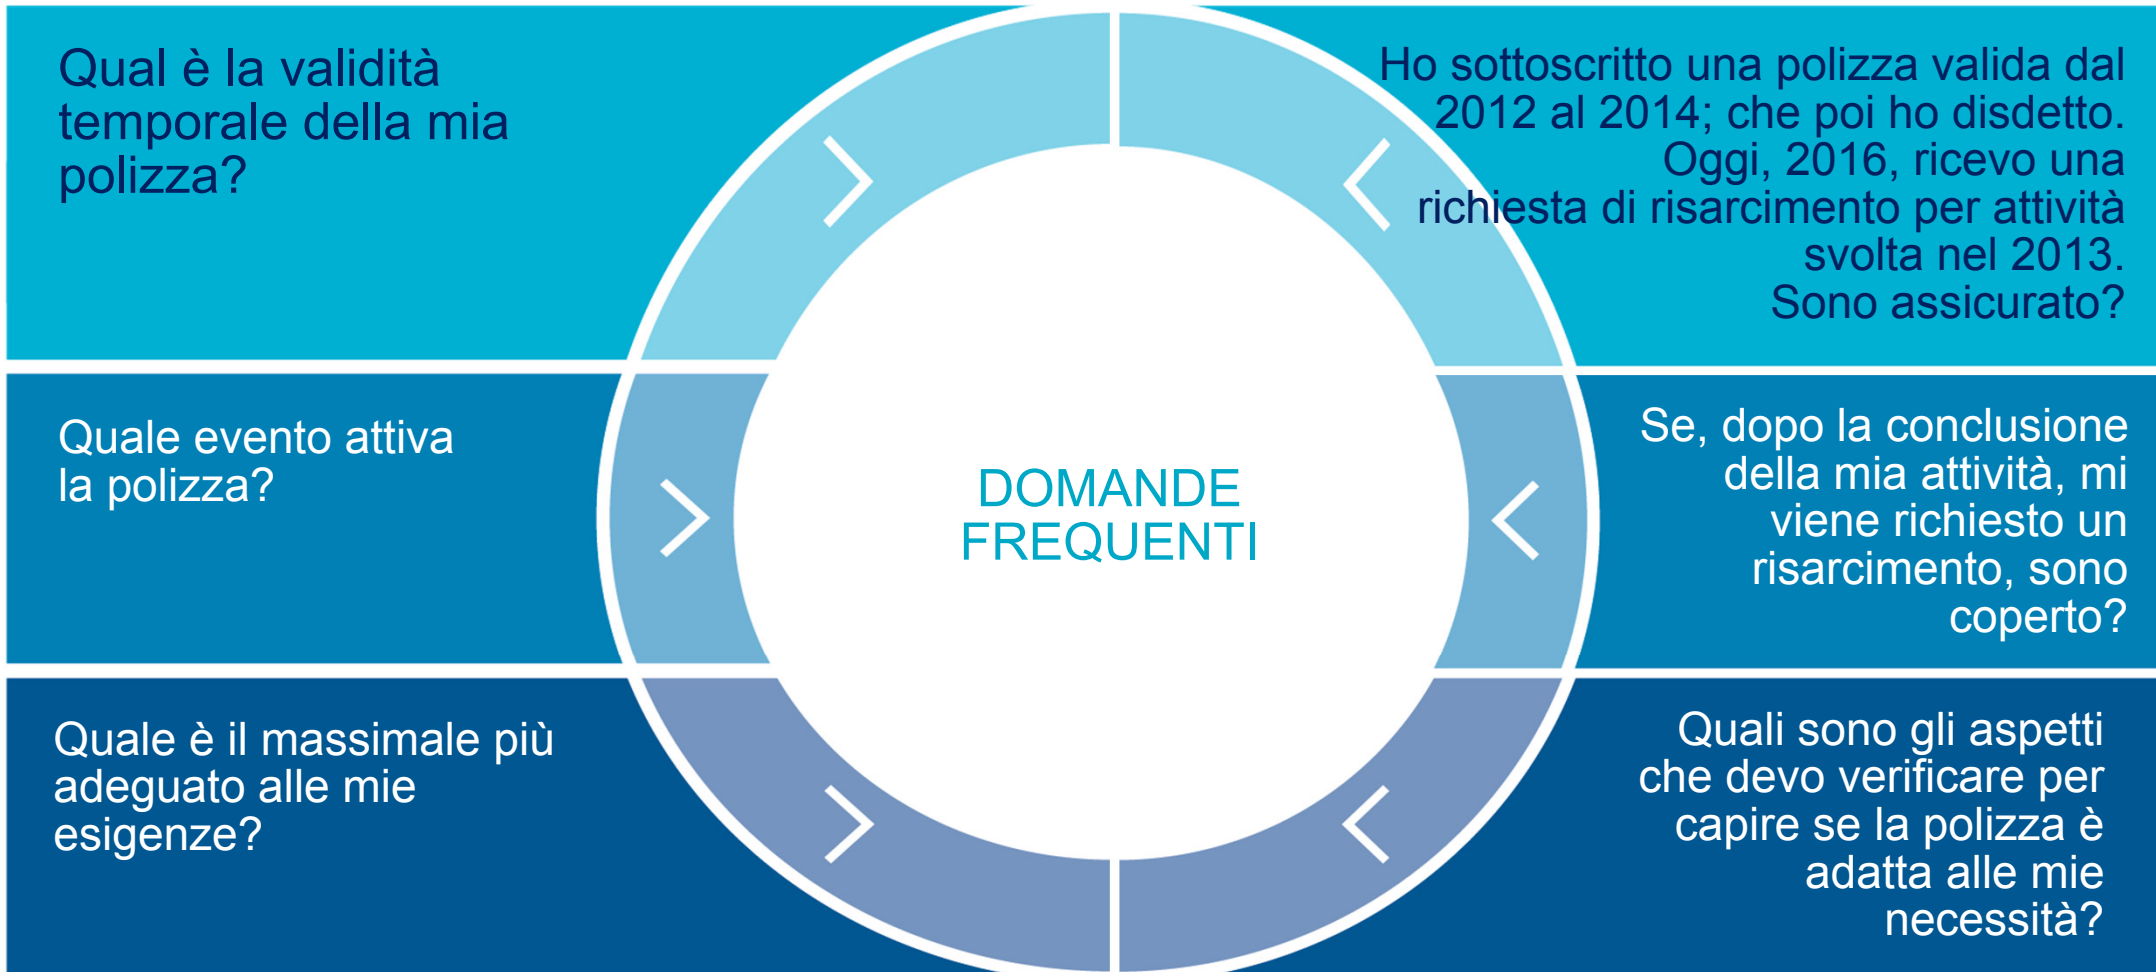 Qual è la validità
temporale della mia
polizza?
Quale evento attiva
la polizza?
Quale è il massimale più
adeguato alle mie
esigenze?
DOMANDE
FREQUENTI
Ho sottoscritto una polizza valida dal
2012 al 2014; che poi ho disdetto.
Oggi, 2016, ricevo una
richiesta di risarcimento per attività
svolta nel 2013.
Sono assicurato?
Se, dopo la conclusione
della mia attività, mi
viene richiesto un
risarcimento, sono
coperto?
Quali sono gli aspetti
che devo verificare per
capire se la polizza è
adatta alle mie
necessità?